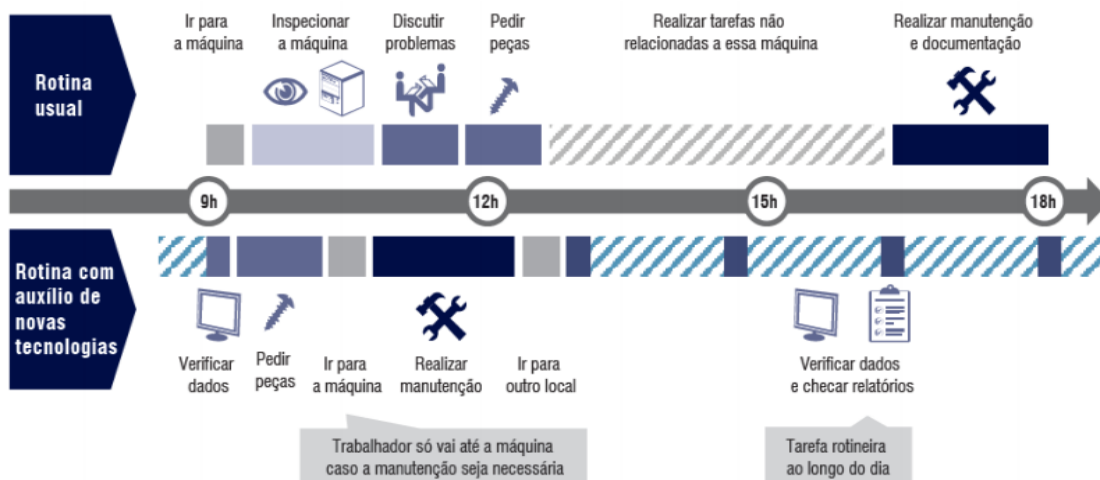 Ir para
a máquina
Inspecionar
a máquina
Discutir
problemas
Pedir
peças
Realizar tarefas não
relacionadas a essa máquina
Realizar manutenção
e documentação
Rotina
usual
9h
12h
15h
18h
Rotina com
auxílio de
novas
tecnologias
Verificar
dados
Pedir
peças
Ir para
a máquina
Realizar
manutenção
Ir para
outro local
Verificar dados
e checar relatórios
Trabalhador só vai até a máquina
caso a manutenção seja necessária
Tarefa rotineira
ao longo do dia